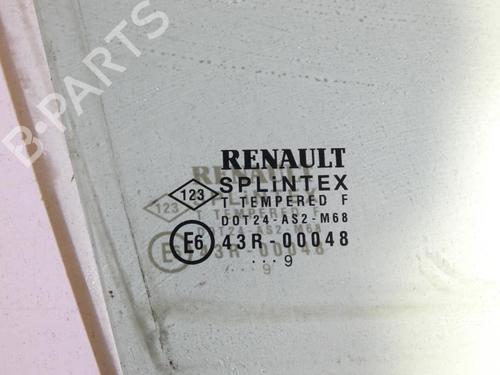 B-PARTS
RENAULT
123 SPLiNTEX
T TEMPERED F
DOT24-AS2-M68
E6 43R-00048
...9